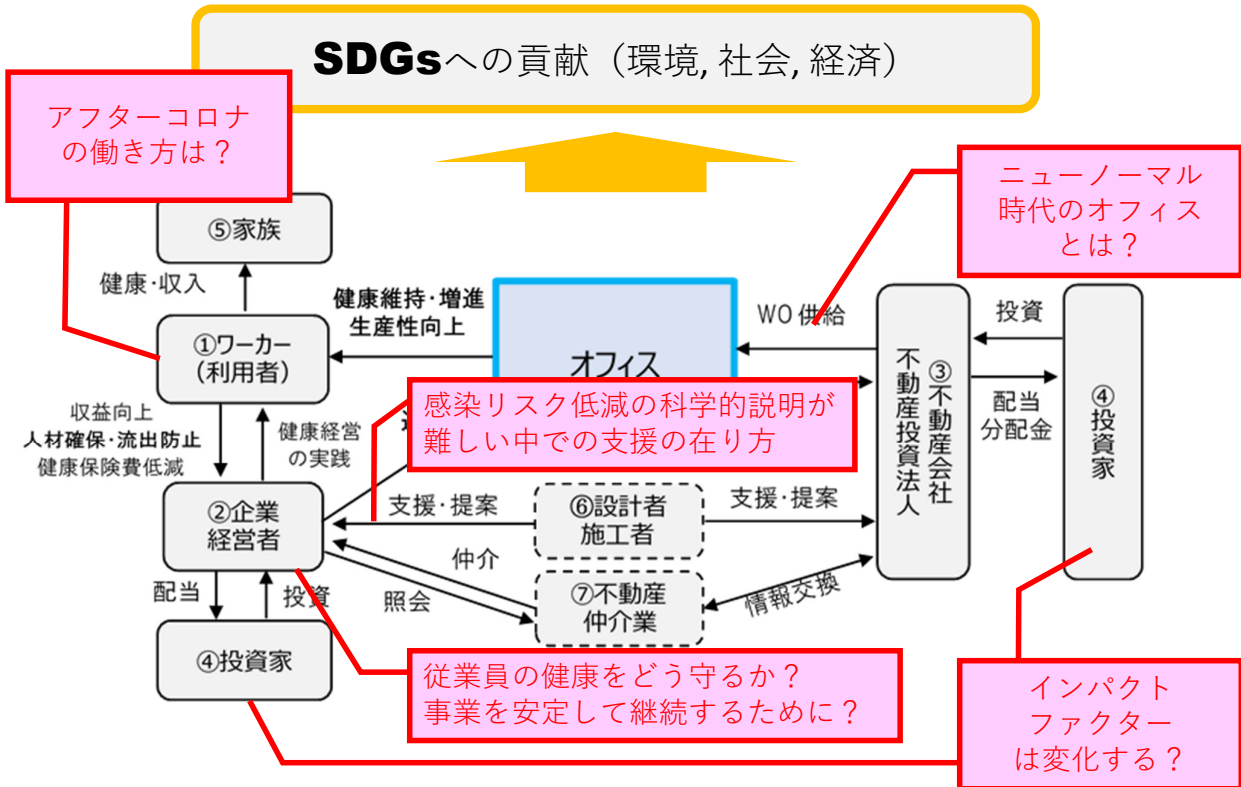 SDGsへの貢献（環境, 社会, 経済）
アフターコロナ
の働き方は？
ニューノーマル
時代のオフィス
とは？
⑤家族
健康･収入
健康維持･増進
生産性向上
WO 供給
投資
①ワーカー
(利用者)
オフィス
③不動産会社
不動産投資法人
④投資家
配当
分配金
収益向上
人材確保･流出防止
健康保険費低減
健康経営
の実践
感染リスク低減の科学的説明が
難しい中での支援の在り方
②企業
経営者
支援･提案
⑥設計者
施工者
支援･提案
仲介
照会
⑦不動産
仲介業
情報交換
配当
投資
④投資家
従業員の健康をどう守るか？
事業を安定して継続するために？
インパクト
ファクター
は変化する？